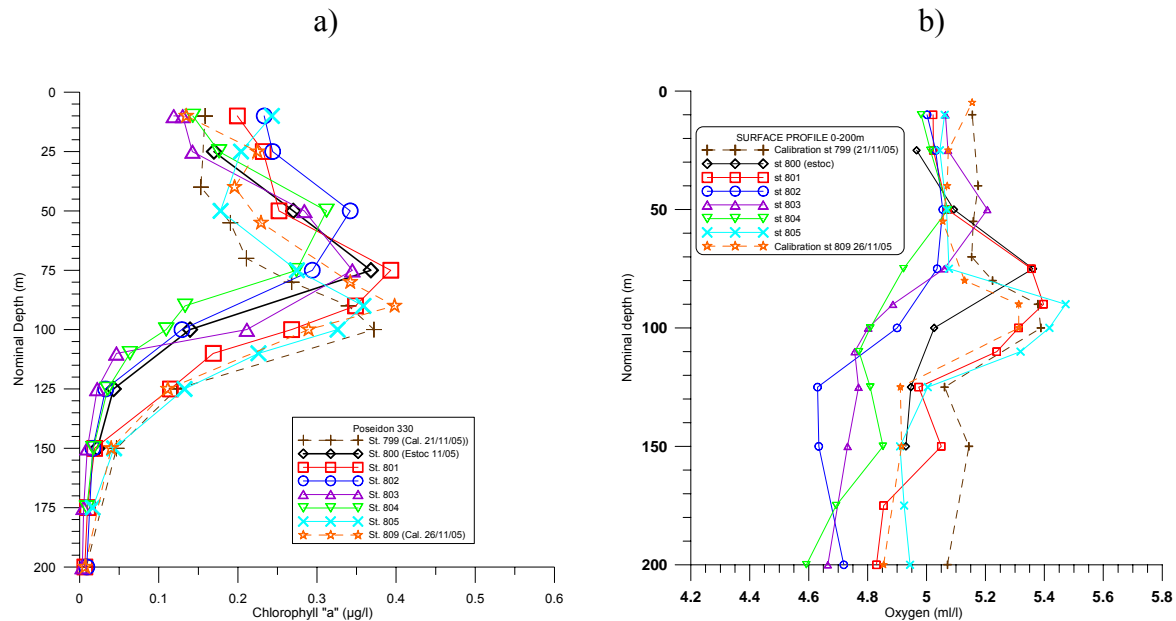 a)
b)
0
25
50
75
100
125
150
175
200
Nominal Depth (m)
0
0.1
0.2
0.3
0.4
0.5
0.6
Chlorophyll "a" (µg/l)
Poseidon 330
St. 799 (Cal. 21/11/05))
St. 800 (Estoc 11/05)
St. 801
St. 802
St. 803
St. 804
St. 805
St. 809 (Cal. 26/11/05)
0
50
100
150
200
Nominal depth (m)
4.2
4.4
4.6
4.8
5
5.2
5.4
5.6
5.8
Oxygen (ml/l)
SURFACE PROFILE 0-200m
Calibration st 799 (21/11/05)
st 800 (estoc)
st 801
st 802
st 803
st 804
st 805
Calibration st 809 26/11/05